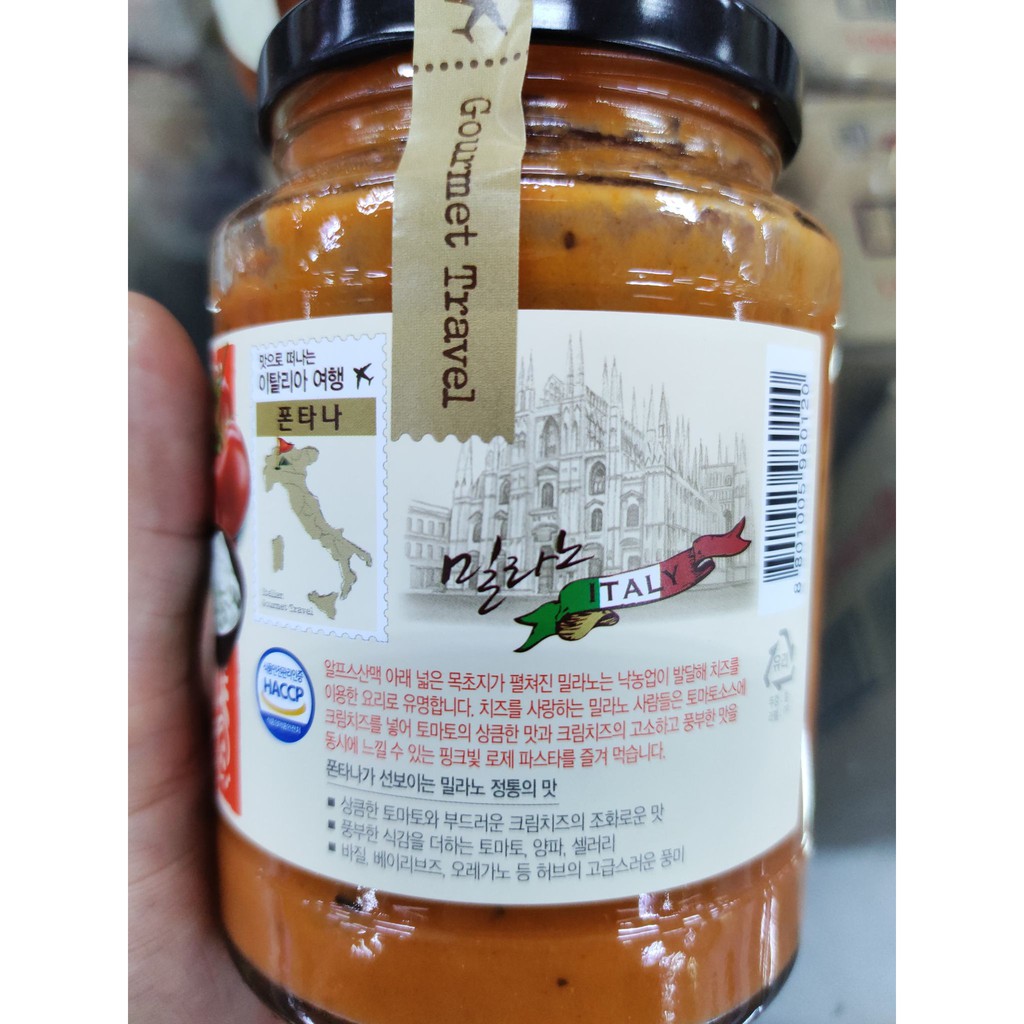 Gourmet Travel
맛으로 떠나는
이탈리아 여행
폰타나
Gourmet Travel
밀라노
ITALY
8 801005 960120
HACCP
유리
알프스산맥 아래 넓은 목초지가 펼쳐진 밀라노는 낙농업이 발달해 치즈를
이용한 요리로 유명합니다. 치즈를 사랑하는 밀라노 사람들은 토마토소스에
크림치즈를 넣어 토마토의 상큼한 맛과 크림치즈의 고소하고 풍부한 맛을
동시에 느낄 수 있는 핑크빛 로제 파스타를 즐겨 먹습니다.
폰타나가 선보이는 밀라노 정통의 맛
■ 상큼한 토마토와 부드러운 크림치즈의 조화로운 맛
■ 풍부한 식감을 더하는 토마토, 양파, 셀러리
■ 바질, 베이리브즈, 오레가노 등 허브의 고급스러운 풍미